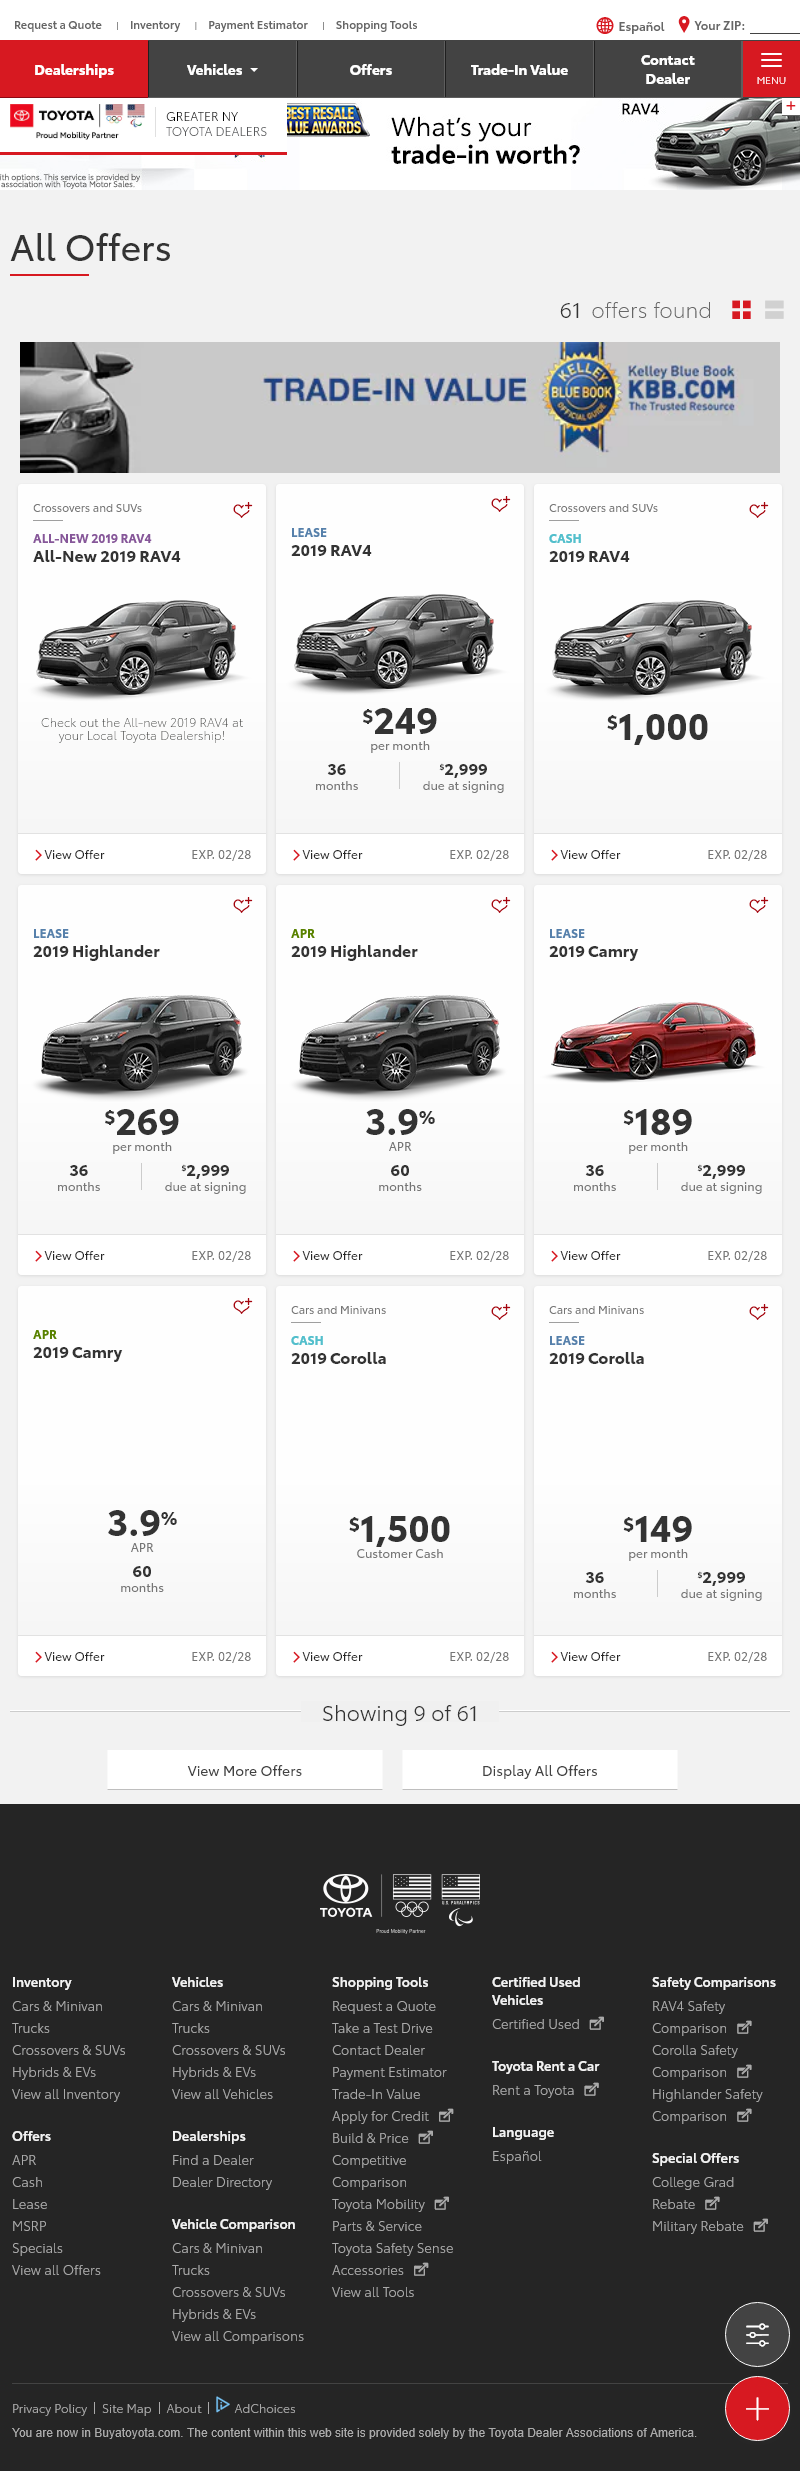 Request a Quote | Inventory | Payment Estimator | Shopping Tools
Español Your ZIP:
Dealerships Vehicles Offers Trade-In Value Contact Dealer MENU
TOYOTA
Proud Mobility Partner
GREATER NY
TOYOTA DEALERS
BEST RESALE
VALUE AWARDS
What's your
trade-in worth?
RAV4
ith options. This service is provided by
association with Toyota Motor Sales.
All Offers
61 offers found
TRADE-IN VALUE
KELLEY
BLUE BOOK
OFFICIAL GUIDE
Kelley Blue Book
KBB.COM
The Trusted Resource
Crossovers and SUVs
ALL-NEW 2019 RAV4
All-New 2019 RAV4
Check out the All-new 2019 RAV4 at
your Local Toyota Dealership!
View Offer EXP. 02/28
LEASE
2019 RAV4
$249
per month
36 months
$2,999 due at signing
View Offer EXP. 02/28
Crossovers and SUVs
CASH
2019 RAV4
$1,000
View Offer EXP. 02/28
LEASE
2019 Highlander
$269
per month
36 months
$2,999 due at signing
View Offer EXP. 02/28
APR
2019 Highlander
3.9%
APR
60
months
View Offer EXP. 02/28
LEASE
2019 Camry
$189
per month
36 months
$2,999 due at signing
View Offer EXP. 02/28
APR
2019 Camry
3.9%
APR
60
months
View Offer EXP. 02/28
Cars and Minivans
CASH
2019 Corolla
$1,500
Customer Cash
View Offer EXP. 02/28
Cars and Minivans
LEASE
2019 Corolla
$149
per month
36 months
$2,999 due at signing
View Offer EXP. 02/28
Showing 9 of 61
View More Offers
Display All Offers
TOYOTA
U.S. PARALYMPICS
Proud Mobility Partner
Inventory
Cars & Minivan
Trucks
Crossovers & SUVs
Hybrids & EVs
View all Inventory
Offers
APR
Cash
Lease
MSRP
Specials
View all Offers
Vehicles
Cars & Minivan
Trucks
Crossovers & SUVs
Hybrids & EVs
View all Vehicles
Dealerships
Find a Dealer
Dealer Directory
Vehicle Comparison
Cars & Minivan
Trucks
Crossovers & SUVs
Hybrids & EVs
View all Comparisons
Shopping Tools
Request a Quote
Take a Test Drive
Contact Dealer
Payment Estimator
Trade-In Value
Apply for Credit
Build & Price
Competitive
Comparison
Toyota Mobility
Parts & Service
Toyota Safety Sense
Accessories
View all Tools
Certified Used
Vehicles
Certified Used
Toyota Rent a Car
Rent a Toyota
Language
Español
Safety Comparisons
RAV4 Safety
Comparison
Corolla Safety
Comparison
Highlander Safety
Comparison
Special Offers
College Grad
Rebate
Military Rebate
Privacy Policy | Site Map | About | AdChoices
You are now in Buyatoyota.com. The content within this web site is provided solely by the Toyota Dealer Associations of America.